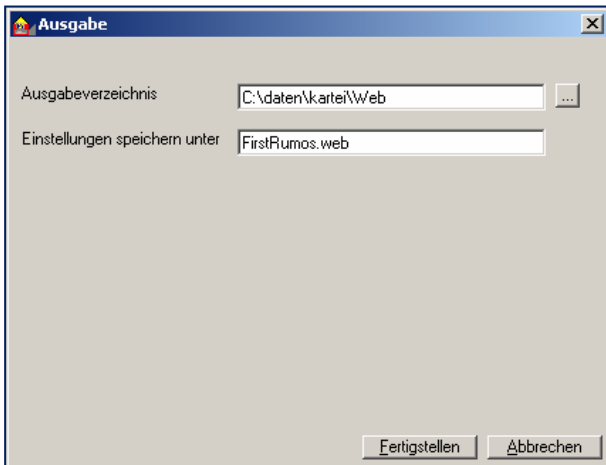 Ausgabe
Ausgabeverzeichnis C:\daten\kartei\Web ...
Einstellungen speichern unter FirstRumos.web
Fertigstellen Abbrechen